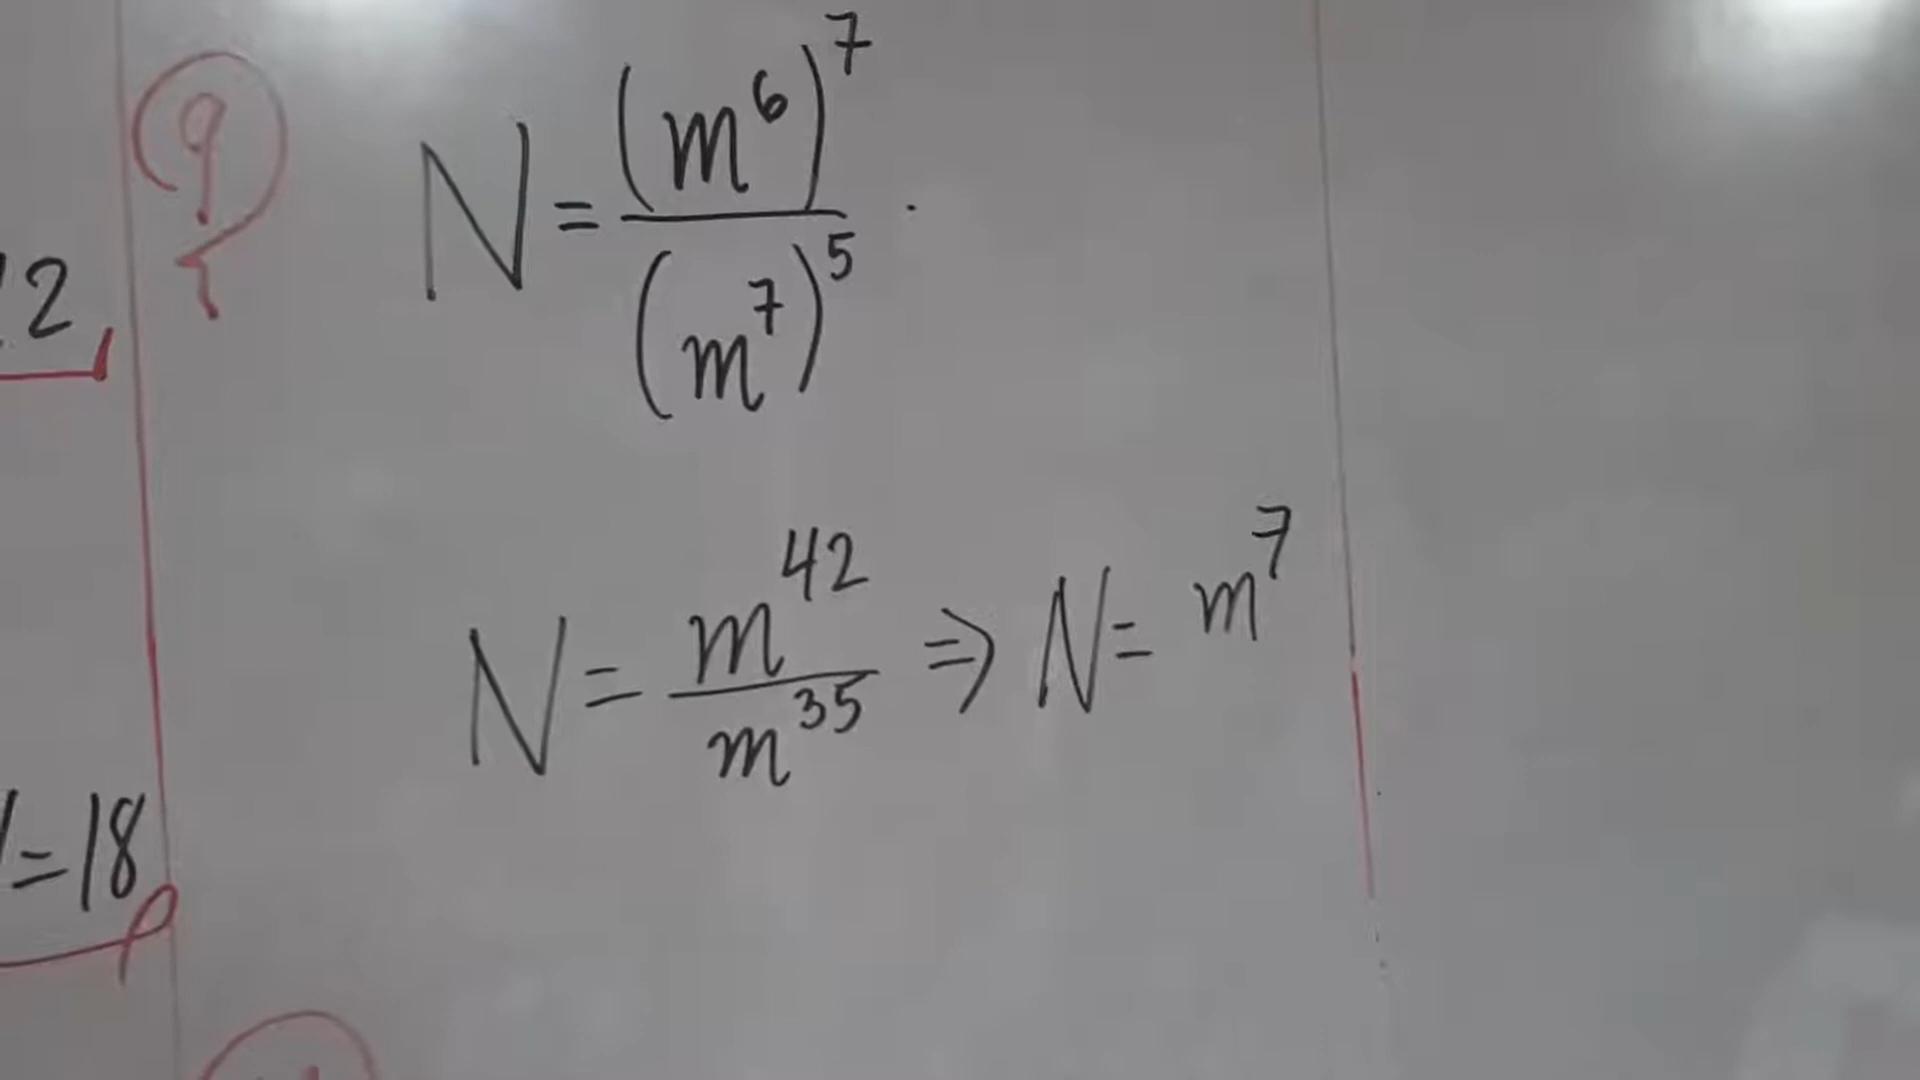 9
N = (m^6)^7 / (m^7)^5
2
N = m^42 / m^35 ⇒ N = m^7
=18